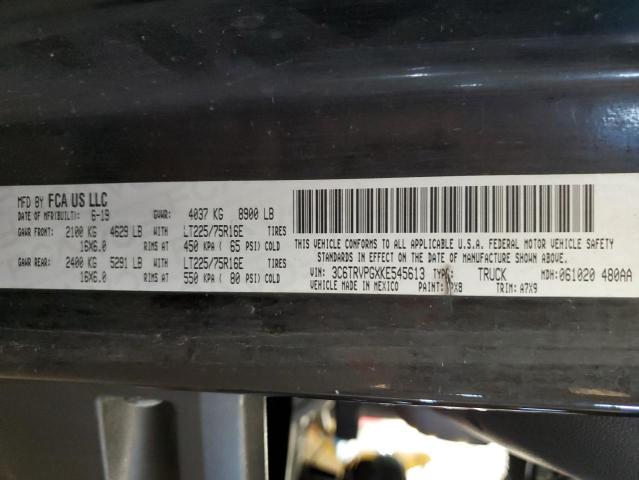 MFD BY FCA US LLC
DATE OF MFR(BUILT): 6-19 GVWR: 4037 KG 8900 LB
GAWR FRONT: 2100 KG 4629 LB WITH LT225/75R16E TIRES
16X6.0 RIMS AT 450 KPA ( 65 PSI) COLD
GAWR REAR: 2400 KG 5291 LB WITH LT225/75R16E TIRES
16X6.0 RIMS AT 550 KPA ( 80 PSI) COLD
THIS VEHICLE CONFORMS TO ALL APPLICABLE U.S.A. FEDERAL MOTOR VEHICLE SAFETY
STANDARDS IN EFFECT ON THE DATE OF MANUFACTURE SHOWN ABOVE.
VIN: 3C6TRVPGXKE545613 TYPE: TRUCK MDH:061020 480AA
VEHICLE MADE IN MEXICO PAINT: PX8 TRIM: A7X9